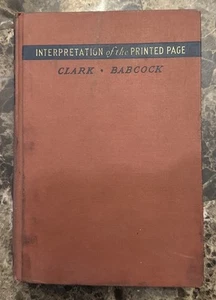 INTERPRETATION of the PRINTED PAGE
CLARK • BABCOCK